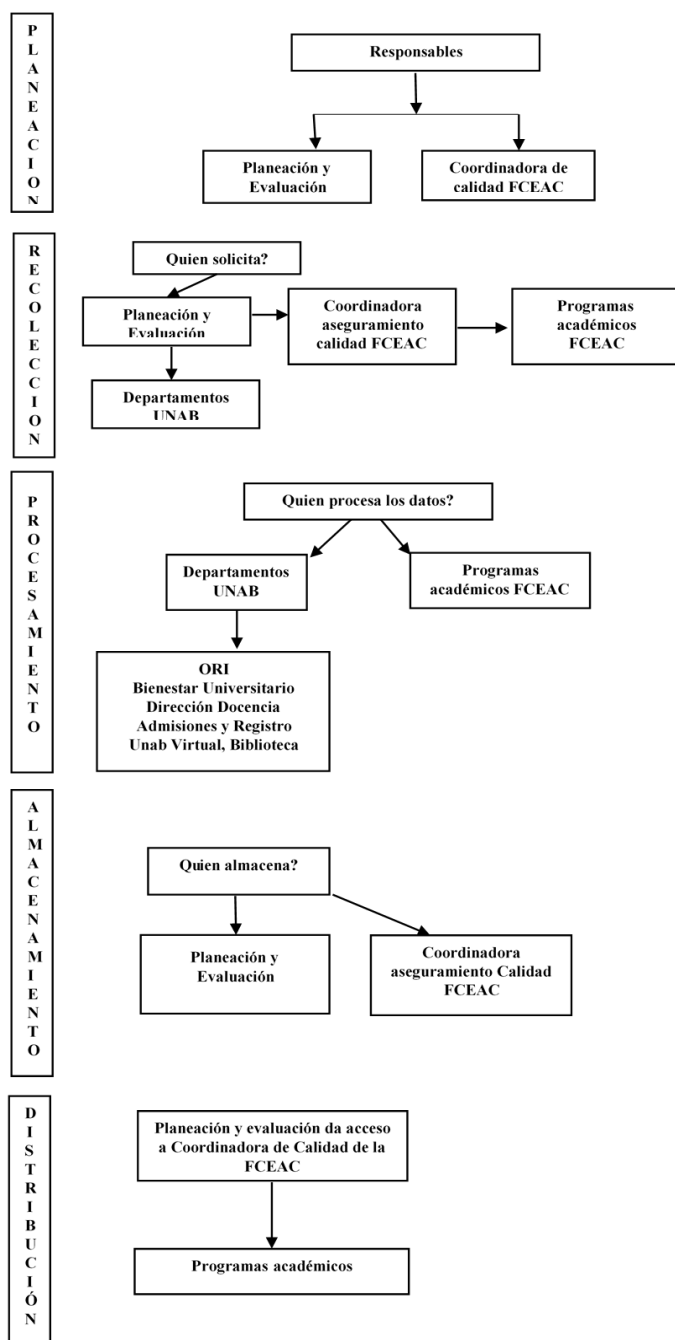 PLANEACION
Responsables
Planeación y
Evaluación
Coordinadora de
calidad FCEAC
RECOLECCION
Quien solicita?
Planeación y
Evaluación
Coordinadora
aseguramiento
calidad FCEAC
Programas
académicos
FCEAC
Departamentos
UNAB
PROCESAMIENTO
Quien procesa los datos?
Departamentos
UNAB
Programas
académicos FCEAC
ORI
Bienestar Universitario
Dirección Docencia
Admisiones y Registro
Unab Virtual, Biblioteca
ALMACENAMIENTO
Quien almacena?
Planeación y
Evaluación
Coordinadora
aseguramiento Calidad
FCEAC
DISTRIBUCIÓN
Planeación y evaluación da acceso
a Coordinadora de Calidad de la
FCEAC
Programas académicos